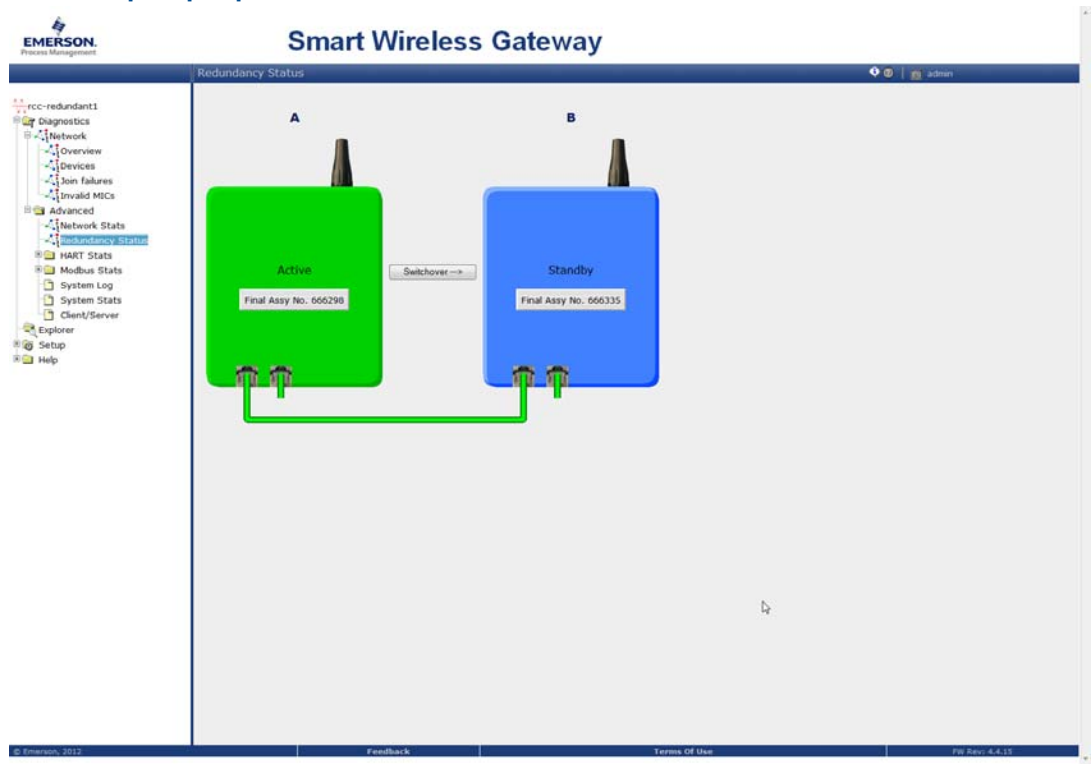 EMERSON.
Process Management
Smart Wireless Gateway
Redundancy Status
admin
rcc-redundant1
Diagnostics
Network
Overview
Devices
Join failures
Invalid MICs
Advanced
Network Stats
Redundancy Status
HART Stats
Modbus Stats
System Log
System Stats
Client/Server
Explorer
Setup
Help
A
B
Active
Switchover-->
Standby
Final Assy No. 666298
Final Assy No. 666335
© Emerson, 2012
Feedback
Terms Of Use
FW Rev: 4.4.15